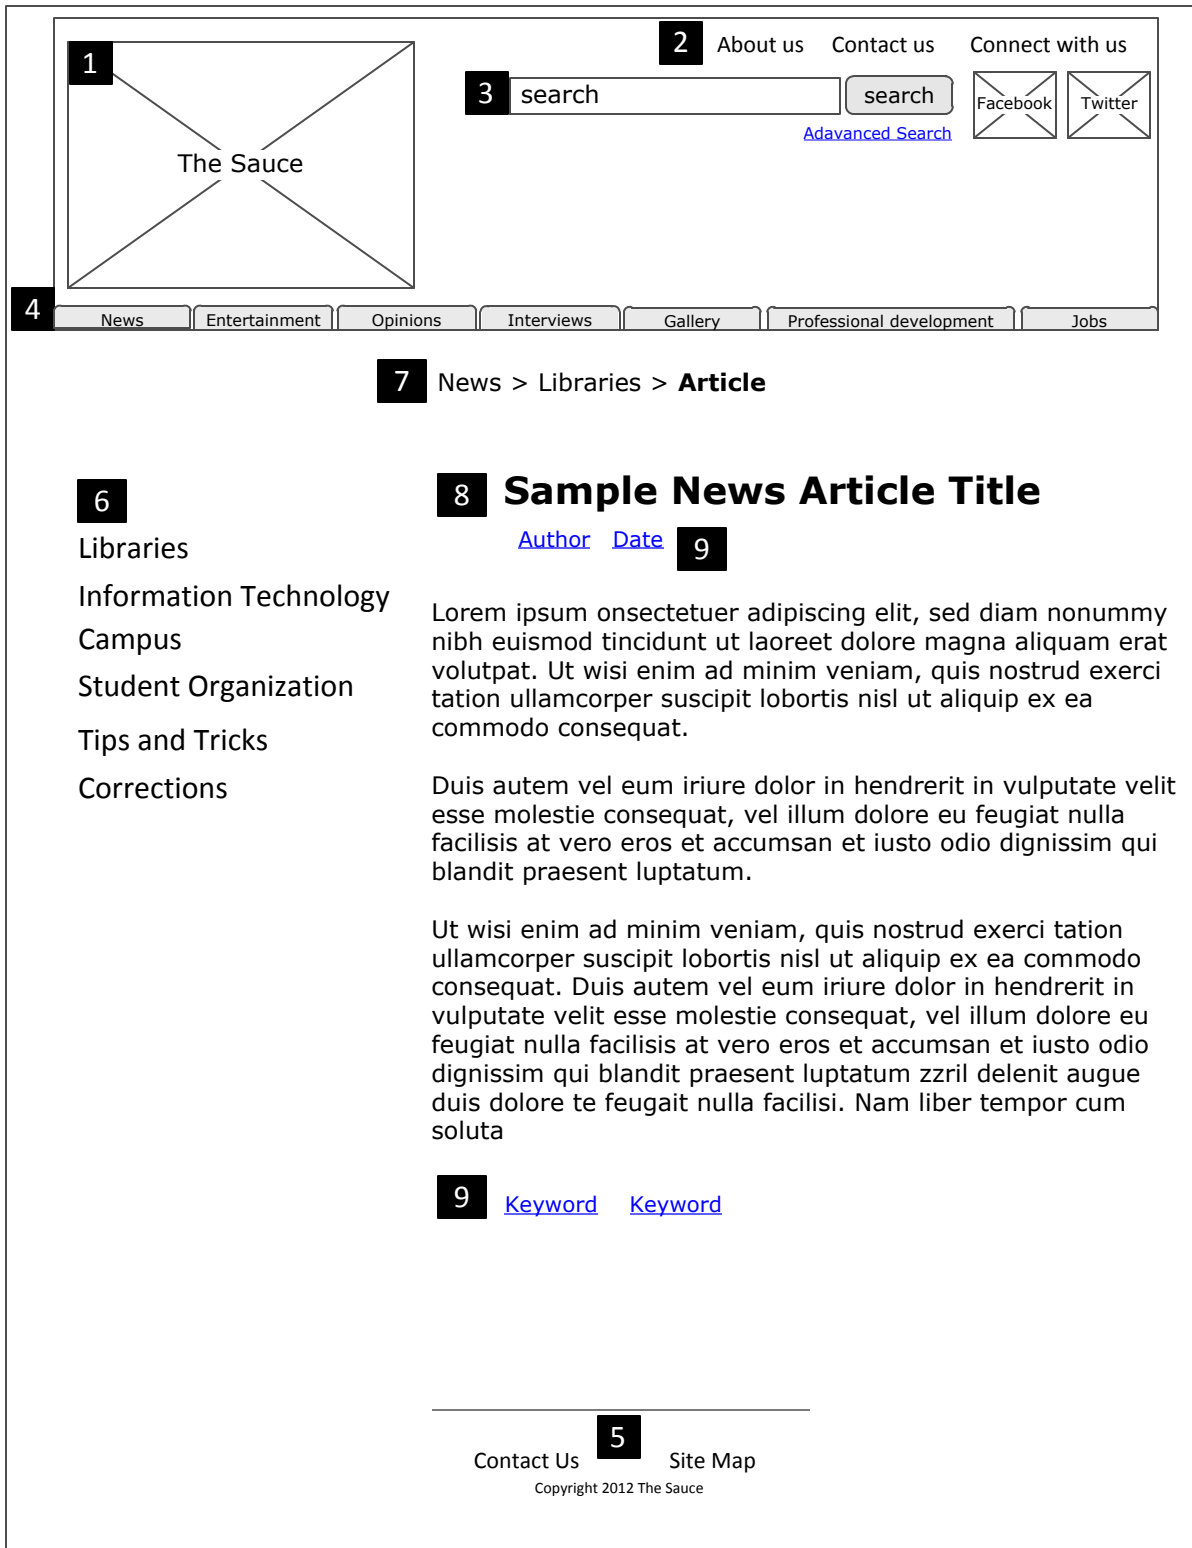 1
The Sauce
2 About us Contact us Connect with us
3 search search
Adavanced Search
Facebook Twitter
4 News Entertainment Opinions Interviews Gallery Professional development Jobs
7 News > Libraries > Article
6
Libraries
Information Technology
Campus
Student Organization
Tips and Tricks
Corrections
8 Sample News Article Title
Author Date 9
Lorem ipsum onsectetuer adipiscing elit, sed diam nonummy
nibh euismod tincidunt ut laoreet dolore magna aliquam erat
volutpat. Ut wisi enim ad minim veniam, quis nostrud exerci
tation ullamcorper suscipit lobortis nisl ut aliquip ex ea
commodo consequat.
Duis autem vel eum iriure dolor in hendrerit in vulputate velit
esse molestie consequat, vel illum dolore eu feugiat nulla
facilisis at vero eros et accumsan et iusto odio dignissim qui
blandit praesent luptatum.
Ut wisi enim ad minim veniam, quis nostrud exerci tation
ullamcorper suscipit lobortis nisl ut aliquip ex ea commodo
consequat. Duis autem vel eum iriure dolor in hendrerit in
vulputate velit esse molestie consequat, vel illum dolore eu
feugiat nulla facilisis at vero eros et accumsan et iusto odio
dignissim qui blandit praesent luptatum zzril delenit augue
duis dolore te feugait nulla facilisi. Nam liber tempor cum
soluta
9 Keyword Keyword
5
Contact Us Site Map
Copyright 2012 The Sauce